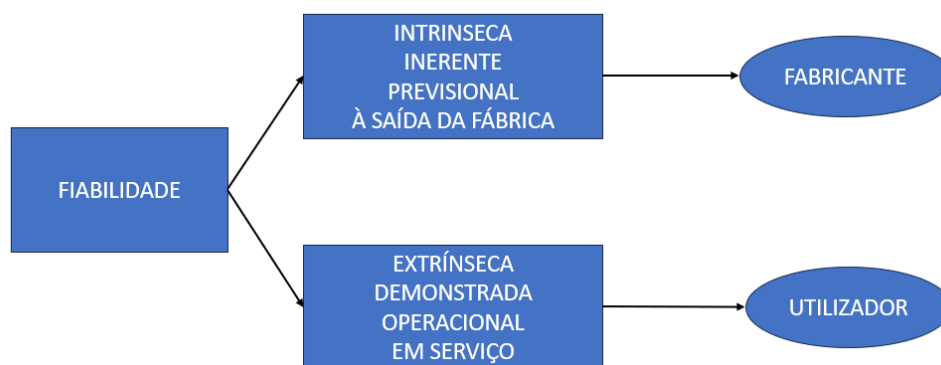 FIABILIDADE
INTRINSECA
INERENTE
PREVISIONAL
À SAÍDA DA FÁBRICA
FABRICANTE
EXTRÍNSECA
DEMONSTRADA
OPERACIONAL
EM SERVIÇO
UTILIZADOR